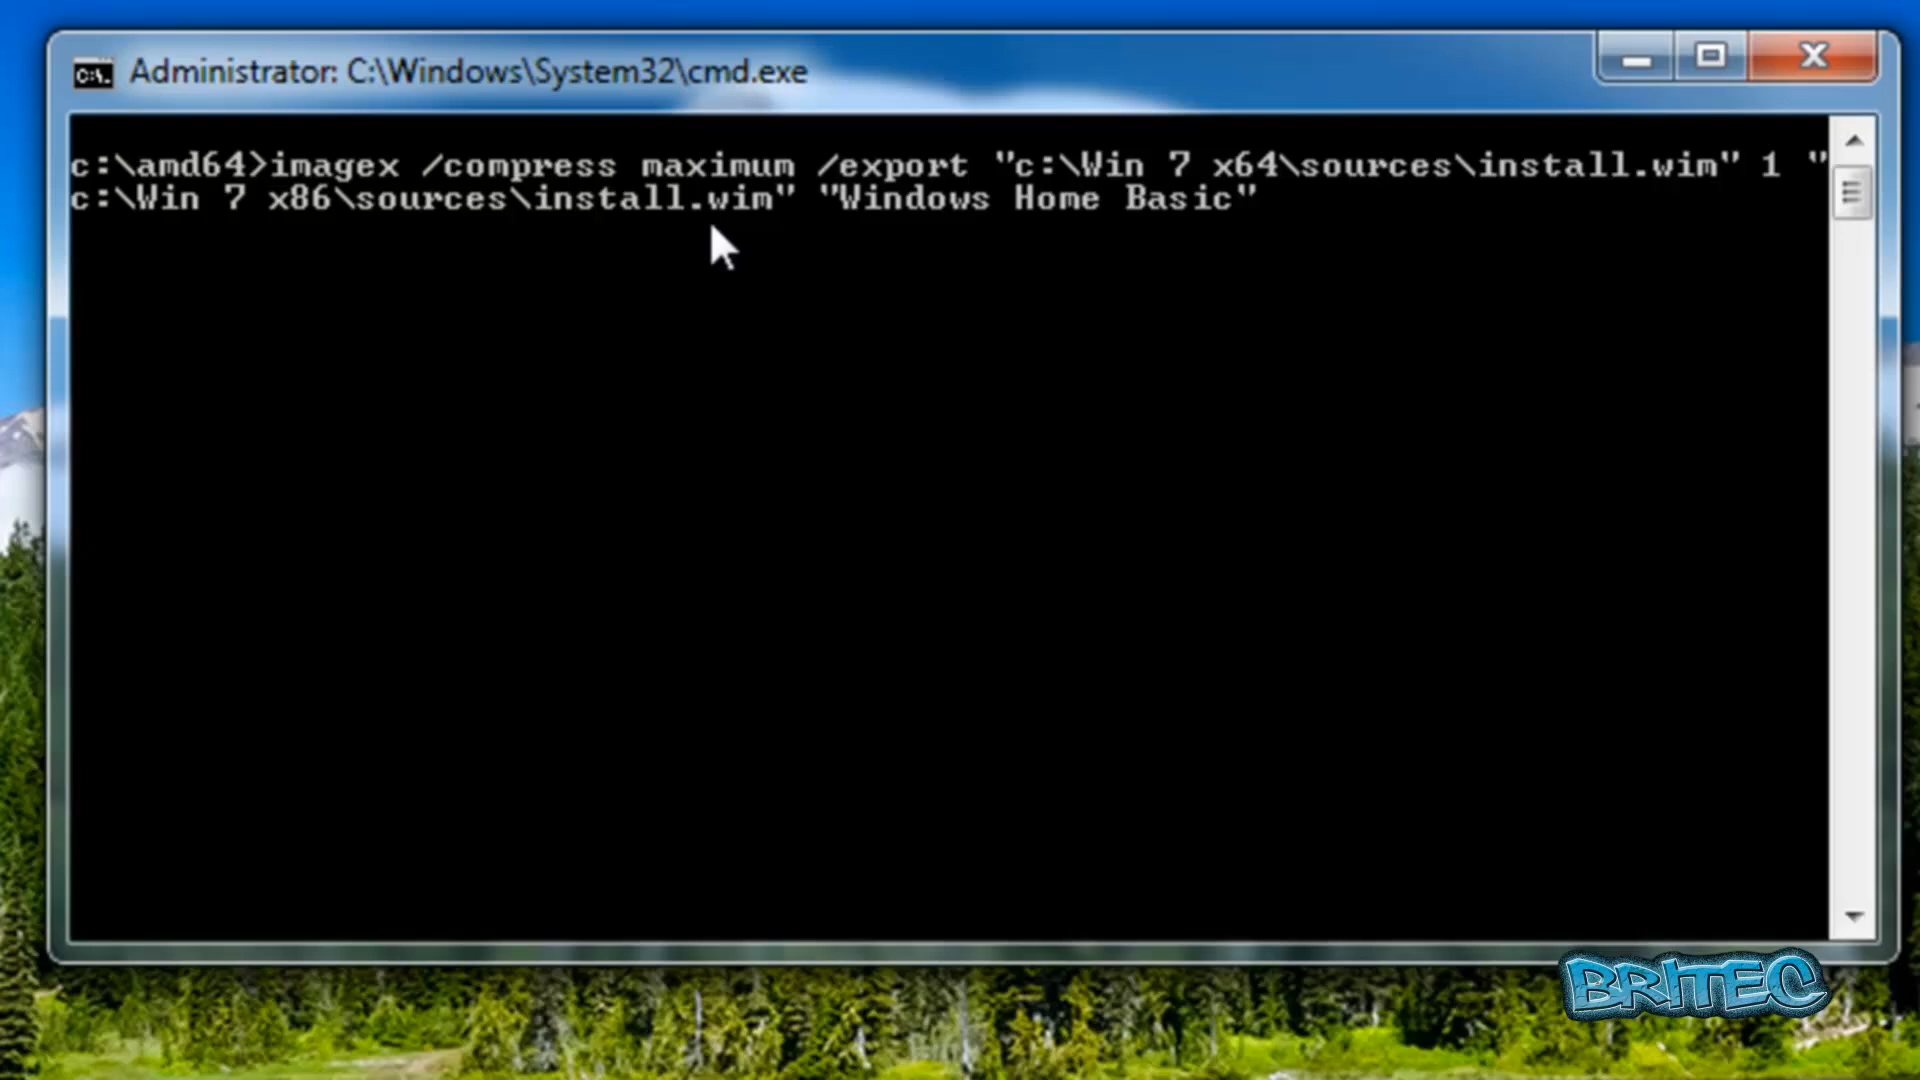 Administrator: C:\Windows\System32\cmd.exe
c:\amd64>imagex /compress maximum /export "c:\Win 7 x64\sources\install.wim" 1 "
c:\Win 7 x86\sources\install.wim" "Windows Home Basic"
BRITEC